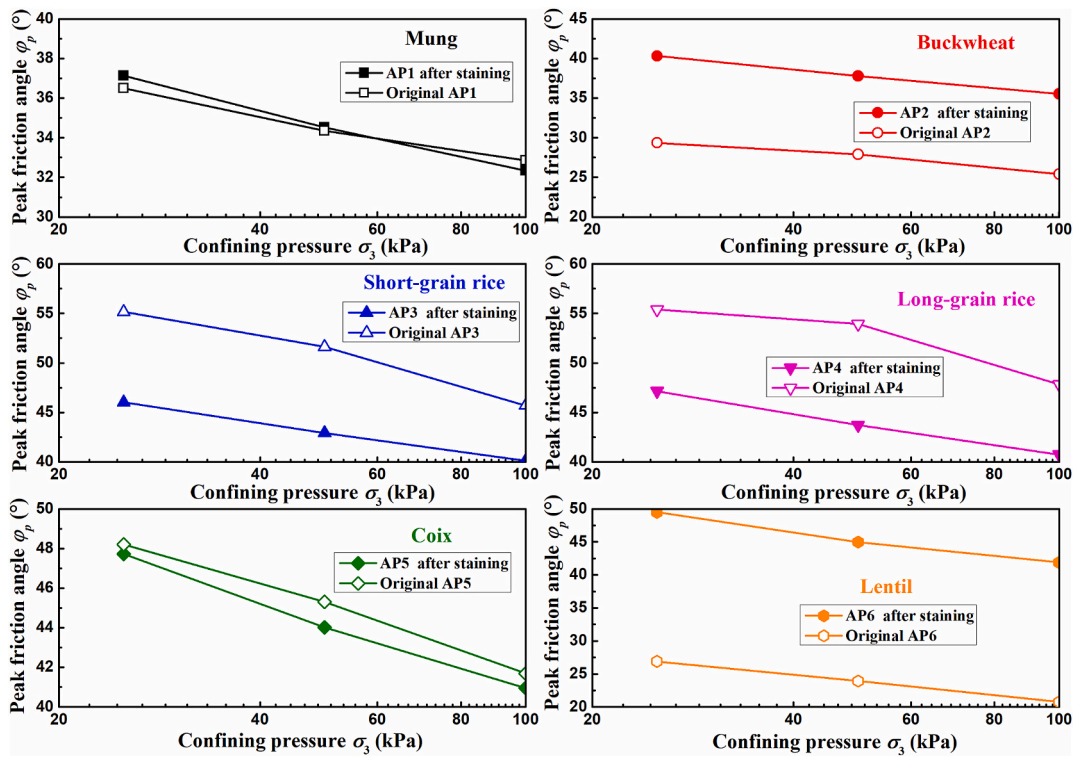 Peak friction angle φp (°)
40
38
36
34
32
30
Mung
AP1 after staining
Original AP1
20
40
60
80
100
Confining pressure σ3 (kPa)
Peak friction angle φp (°)
45
40
35
30
25
20
Buckwheat
AP2 after staining
Original AP2
20
40
60
80
100
Confining pressure σ3 (kPa)
Peak friction angle φp (°)
60
55
50
45
40
Short-grain rice
AP3 after staining
Original AP3
20
40
60
80
100
Confining pressure σ3 (kPa)
Peak friction angle φp (°)
60
55
50
45
40
Long-grain rice
AP4 after staining
Original AP4
20
40
60
80
100
Confining pressure σ3 (kPa)
Peak friction angle φp (°)
50
48
46
44
42
40
Coix
AP5 after staining
Original AP5
20
40
60
80
100
Confining pressure σ3 (kPa)
Peak friction angle φp (°)
50
45
40
35
30
25
20
Lentil
AP6 after staining
Original AP6
20
40
60
80
100
Confining pressure σ3 (kPa)